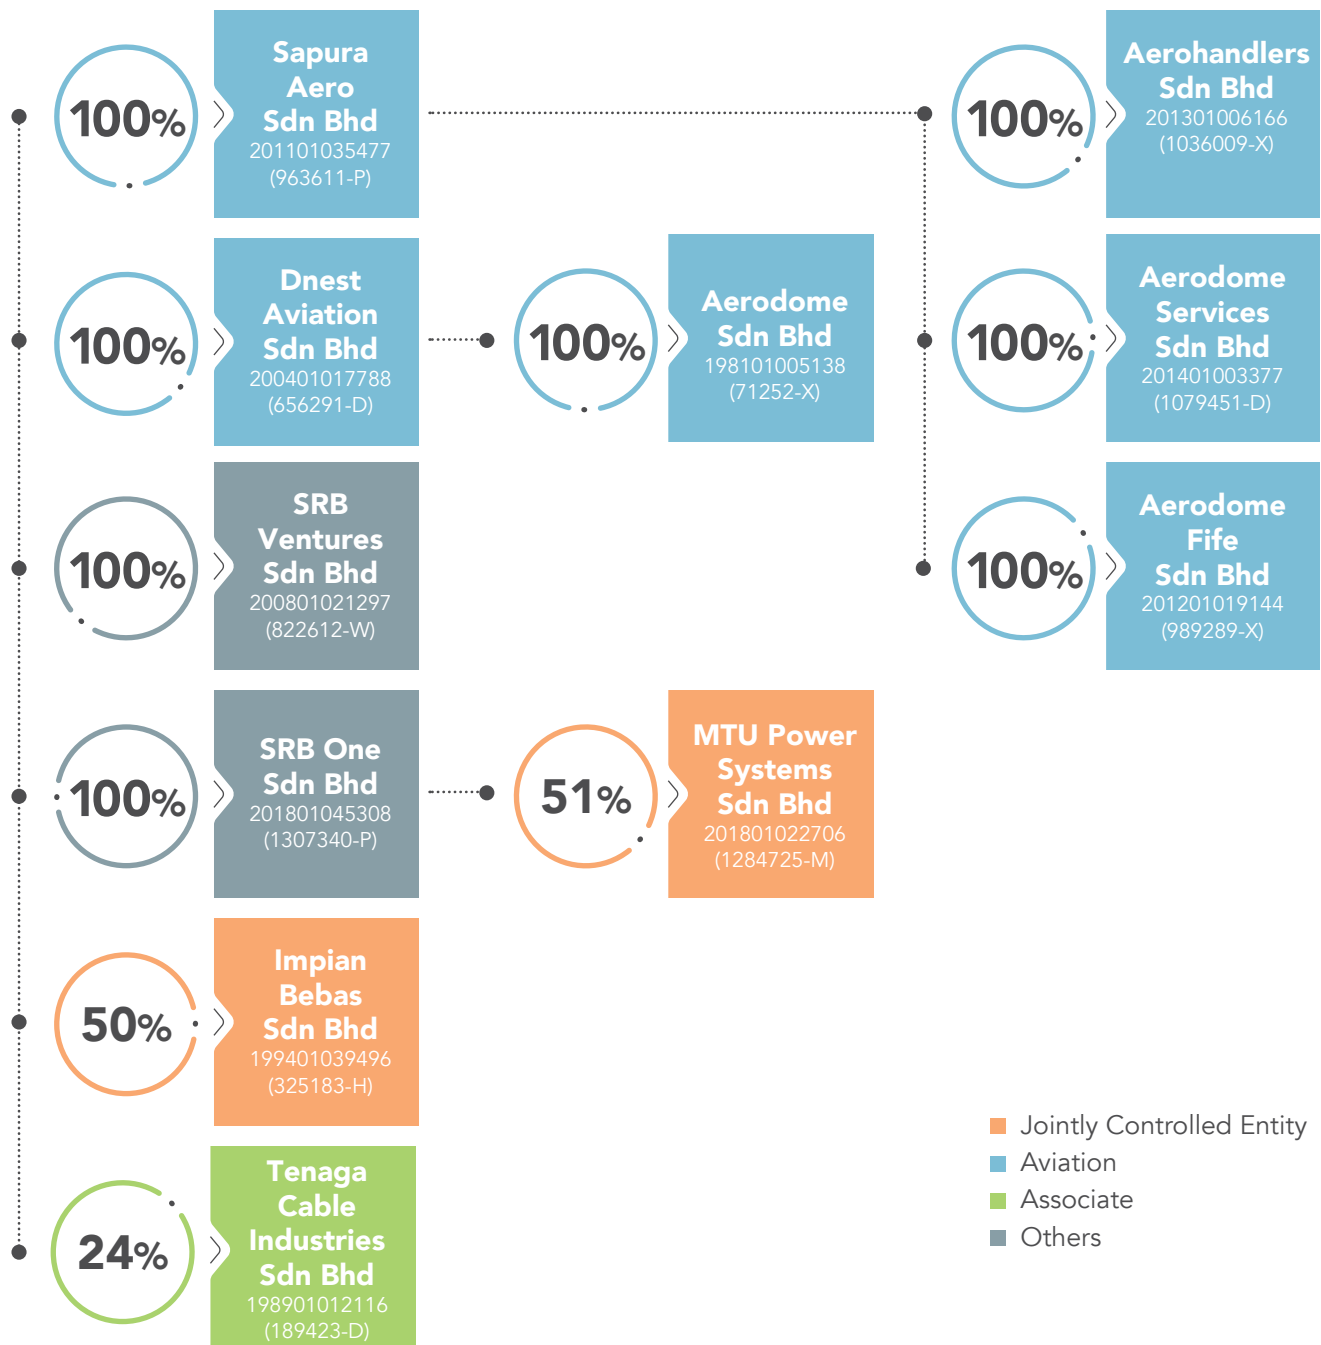 100%
Sapura
Aero
Sdn Bhd
201101035477
(963611-P)
100%
Aerohandlers
Sdn Bhd
201301006166
(1036009-X)
100%
Dnest
Aviation
Sdn Bhd
200401017788
(656291-D)
100%
Aerodome
Sdn Bhd
198101005138
(71252-X)
100%
Aerodome
Services
Sdn Bhd
201401003377
(1079451-D)
100%
SRB
Ventures
Sdn Bhd
200801021297
(822612-W)
100%
Aerodome
Fife
Sdn Bhd
201201019144
(989289-X)
100%
SRB One
Sdn Bhd
201801045308
(1307340-P)
51%
MTU Power
Systems
Sdn Bhd
201801022706
(1284725-M)
50%
Impian
Bebas
Sdn Bhd
199401039496
(325183-H)
24%
Tenaga
Cable
Industries
Sdn Bhd
198901012116
(189423-D)
Jointly Controlled Entity
Aviation
Associate
Others